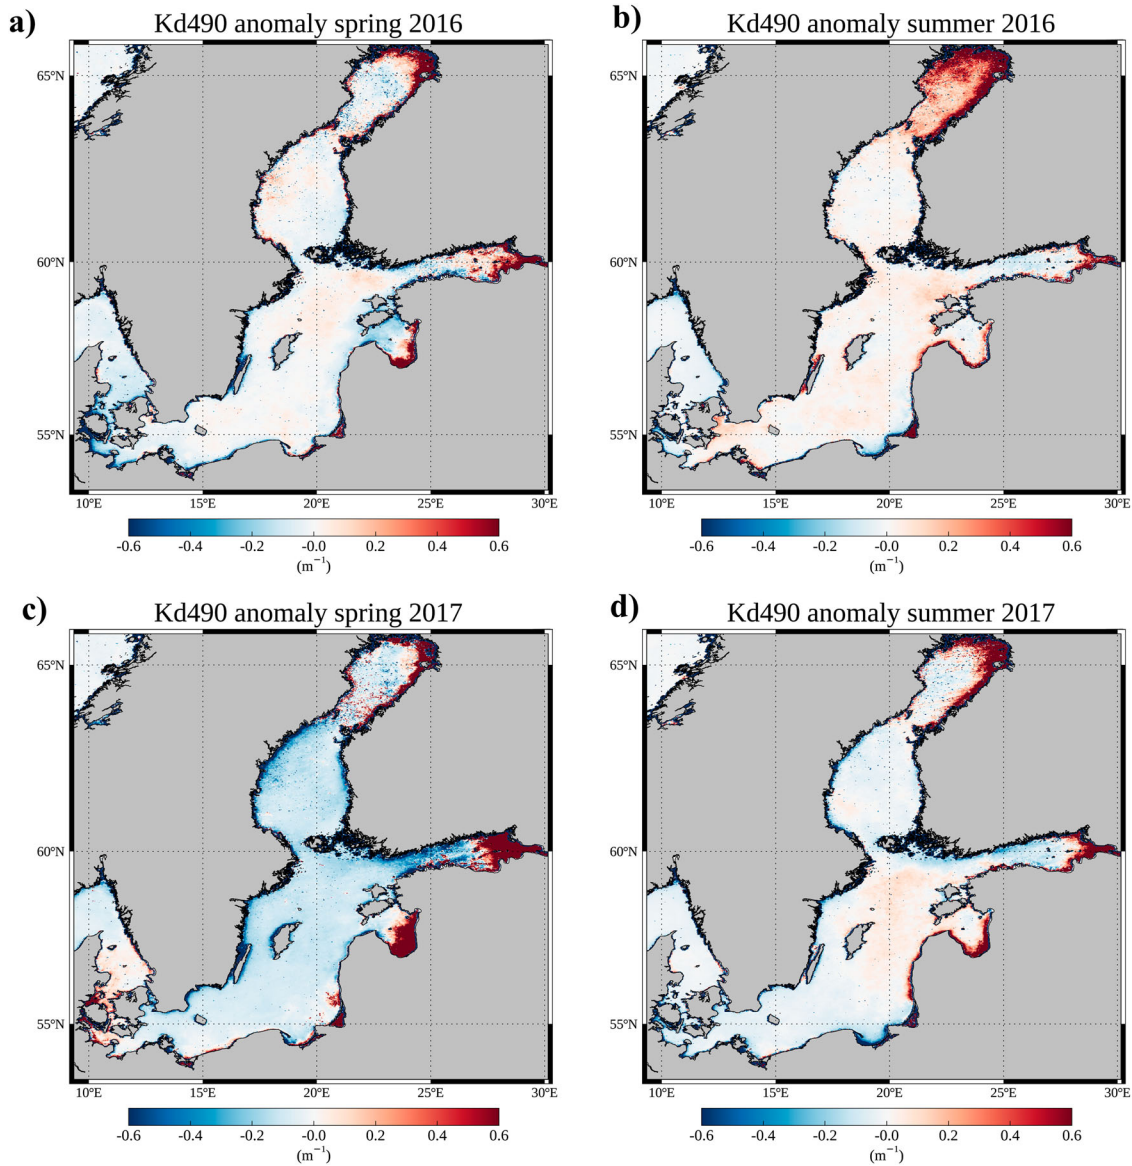 a) Kd490 anomaly spring 2016
65°N
60°N
55°N
10°E 15°E 20°E 25°E 30°E
-0.6 -0.4 -0.2 -0.0 0.2 0.4 0.6
(m⁻¹)
b) Kd490 anomaly summer 2016
65°N
60°N
55°N
10°E 15°E 20°E 25°E 30°E
-0.6 -0.4 -0.2 -0.0 0.2 0.4 0.6
(m⁻¹)
c) Kd490 anomaly spring 2017
65°N
60°N
55°N
10°E 15°E 20°E 25°E 30°E
-0.6 -0.4 -0.2 -0.0 0.2 0.4 0.6
(m⁻¹)
d) Kd490 anomaly summer 2017
65°N
60°N
55°N
10°E 15°E 20°E 25°E 30°E
-0.6 -0.4 -0.2 -0.0 0.2 0.4 0.6
(m⁻¹)